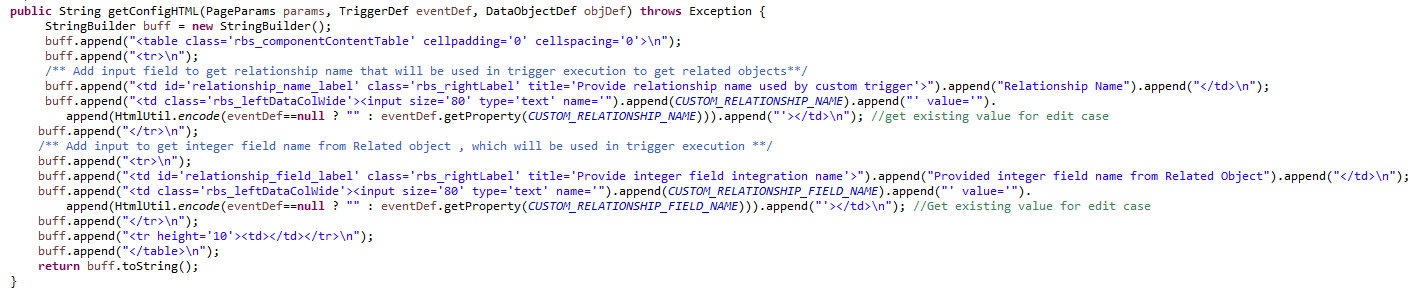 public String getConfigHTML(PageParams params, TriggerDef eventDef, DataObjectDef objDef) throws Exception {
StringBuilder buff = new StringBuilder();
buff.append("<table class='rbs_componentContentTable' cellpadding='0' cellspacing='0'>\n");
buff.append("<tr>\n");
/** Add input field to get relationship name that will be used in trigger execution to get related objects**/
buff.append("<td id='relationship_name_label' class='rbs_rightLabel' title='Provide relationship name used by custom trigger'>").append("Relationship Name").append("</td>\n");
buff.append("<td class='rbs_leftDataColWide'><input size='80' type='text' name='").append(CUSTOM_RELATIONSHIP_NAME).append("' value='").
append(HtmlUtil.encode(eventDef==null ? "" : eventDef.getProperty(CUSTOM_RELATIONSHIP_NAME))).append("'></td>\n"); //get existing value for edit case
buff.append("</tr>\n");
/** Add input to get integer field name from Related object , which will be used in trigger execution **/
buff.append("<tr>\n");
buff.append("<td id='relationship_field_label' class='rbs_rightLabel' title='Provide integer field integration name'>").append("Provided integer field name from Related Object").append("</td>\n");
buff.append("<td class='rbs_leftDataColWide'><input size='80' type='text' name='").append(CUSTOM_RELATIONSHIP_FIELD_NAME).append("' value='").
append(HtmlUtil.encode(eventDef==null ? "" : eventDef.getProperty(CUSTOM_RELATIONSHIP_FIELD_NAME))).append("'></td>\n"); //Get existing value for edit case
buff.append("</tr>\n");
buff.append("<tr height='10'><td></td></tr>\n");
buff.append("</table>\n");
return buff.toString();
}